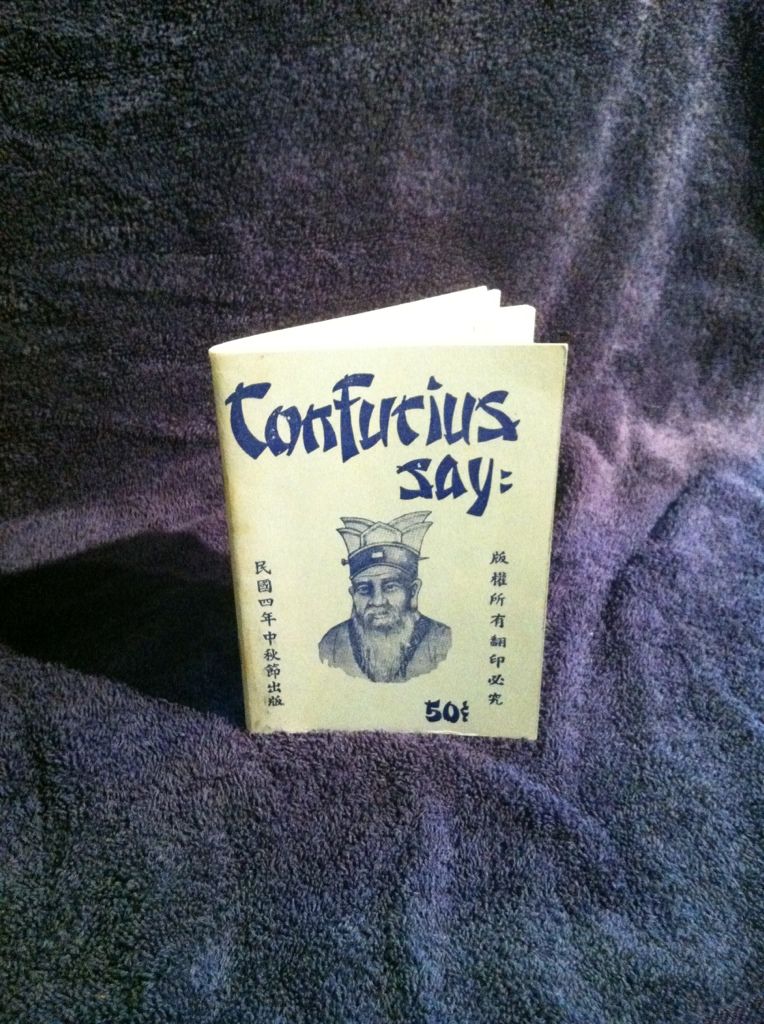 Confucius
say:
民國四年中秋節出版
版權所有翻印必究
50¢